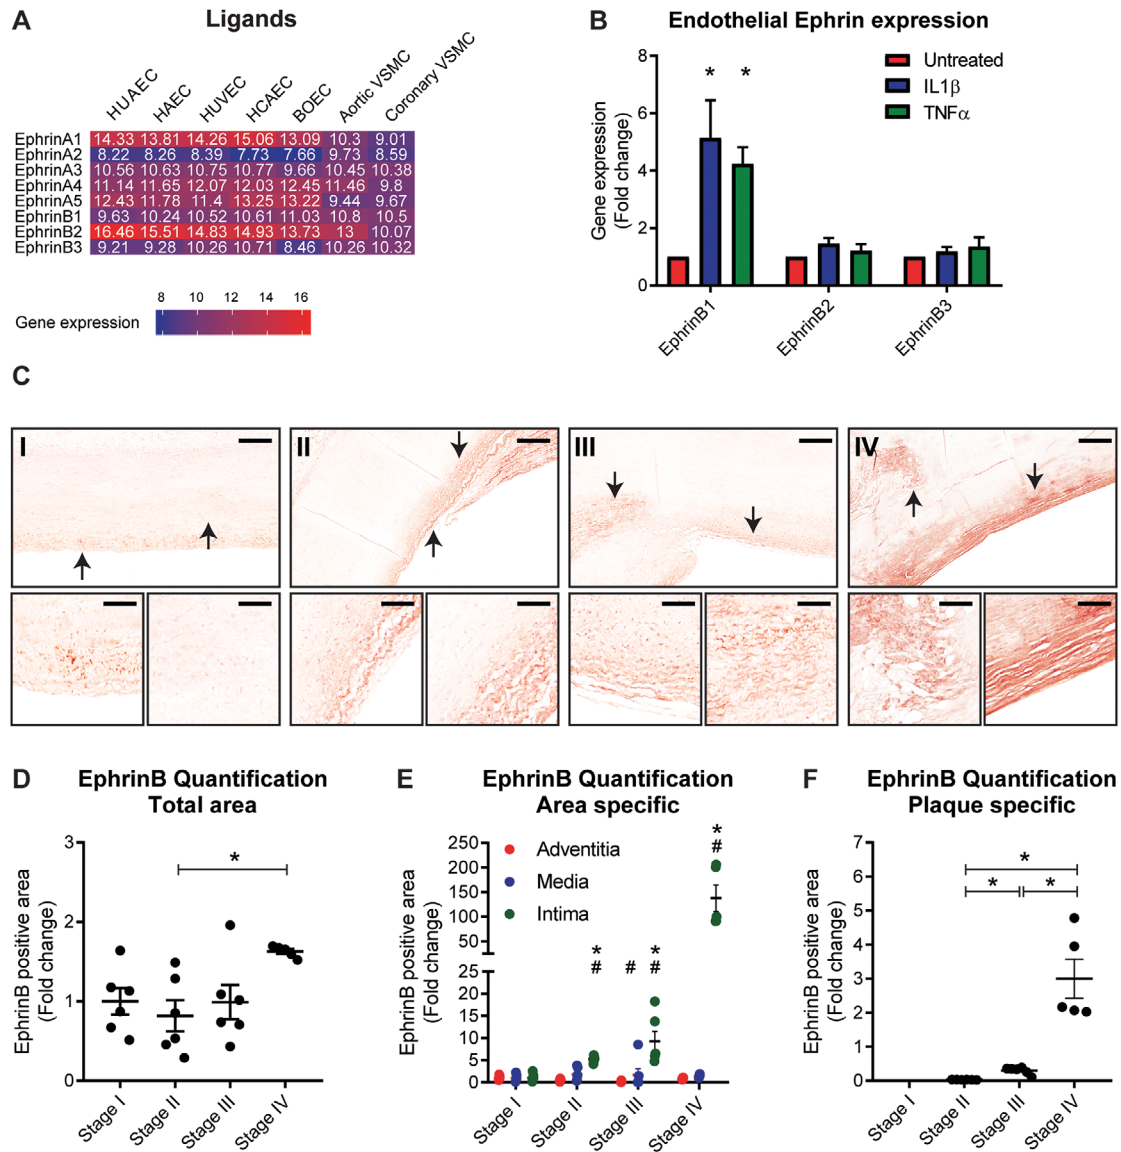 A
Ligands
HUAEC
HAEC
HUVEC
HCAEC
BOEC
Aortic VSMC
Coronary VSMC
EphrinA1 14.33 13.81 14.26 15.06 13.09 10.3 9.01
EphrinA2 8.22 8.26 8.39 7.73 7.66 9.73 8.59
EphrinA3 10.56 10.63 10.75 10.77 9.66 10.45 10.38
EphrinA4 11.14 11.65 12.07 12.03 12.45 11.46 9.8
EphrinA5 12.43 11.78 11.4 13.25 13.22 9.44 9.67
EphrinB1 9.63 10.24 10.52 10.61 11.03 10.8 10.5
EphrinB2 16.46 15.51 14.83 14.93 13.73 13 10.07
EphrinB3 9.21 9.28 10.26 10.71 8.46 10.26 10.32
8 10 12 14 16
Gene expression
B
Endothelial Ephrin expression
Gene expression
(Fold change)
8
6
4
2
0
* *
Untreated
IL1β
TNFα
EphrinB1
EphrinB2
EphrinB3
C
I
II
III
IV
D
EphrinB Quantification
Total area
EphrinB positive area
(Fold change)
3
2
1
0
*
Stage I
Stage II
Stage III
Stage IV
E
EphrinB Quantification
Area specific
EphrinB positive area
(Fold change)
250
200
150
100
50
25
20
15
10
5
0
Adventitia
Media
Intima
*
#
*
#
#
*
#
Stage I
Stage II
Stage III
Stage IV
F
EphrinB Quantification
Plaque specific
EphrinB positive area
(Fold change)
7
6
5
4
3
2
1
0
*
* *
Stage I
Stage II
Stage III
Stage IV